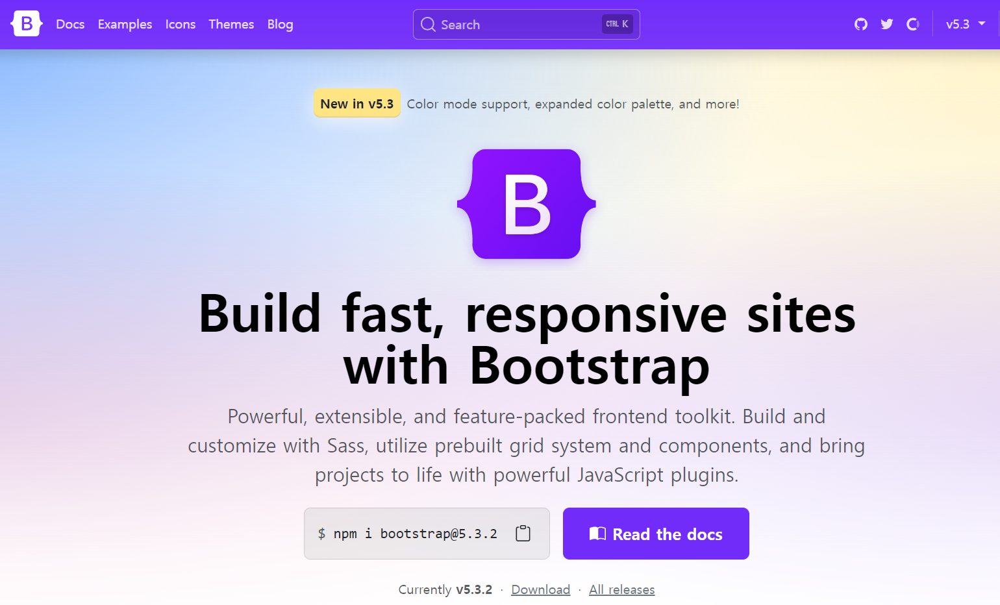 B Docs Examples Icons Themes Blog Search CTRL K v5.3
New in v5.3 Color mode support, expanded color palette, and more!
B
Build fast, responsive sites
with Bootstrap
Powerful, extensible, and feature-packed frontend toolkit. Build and
customize with Sass, utilize prebuilt grid system and components, and bring
projects to life with powerful JavaScript plugins.
$ npm i bootstrap@5.3.2 Read the docs
Currently v5.3.2 · Download · All releases